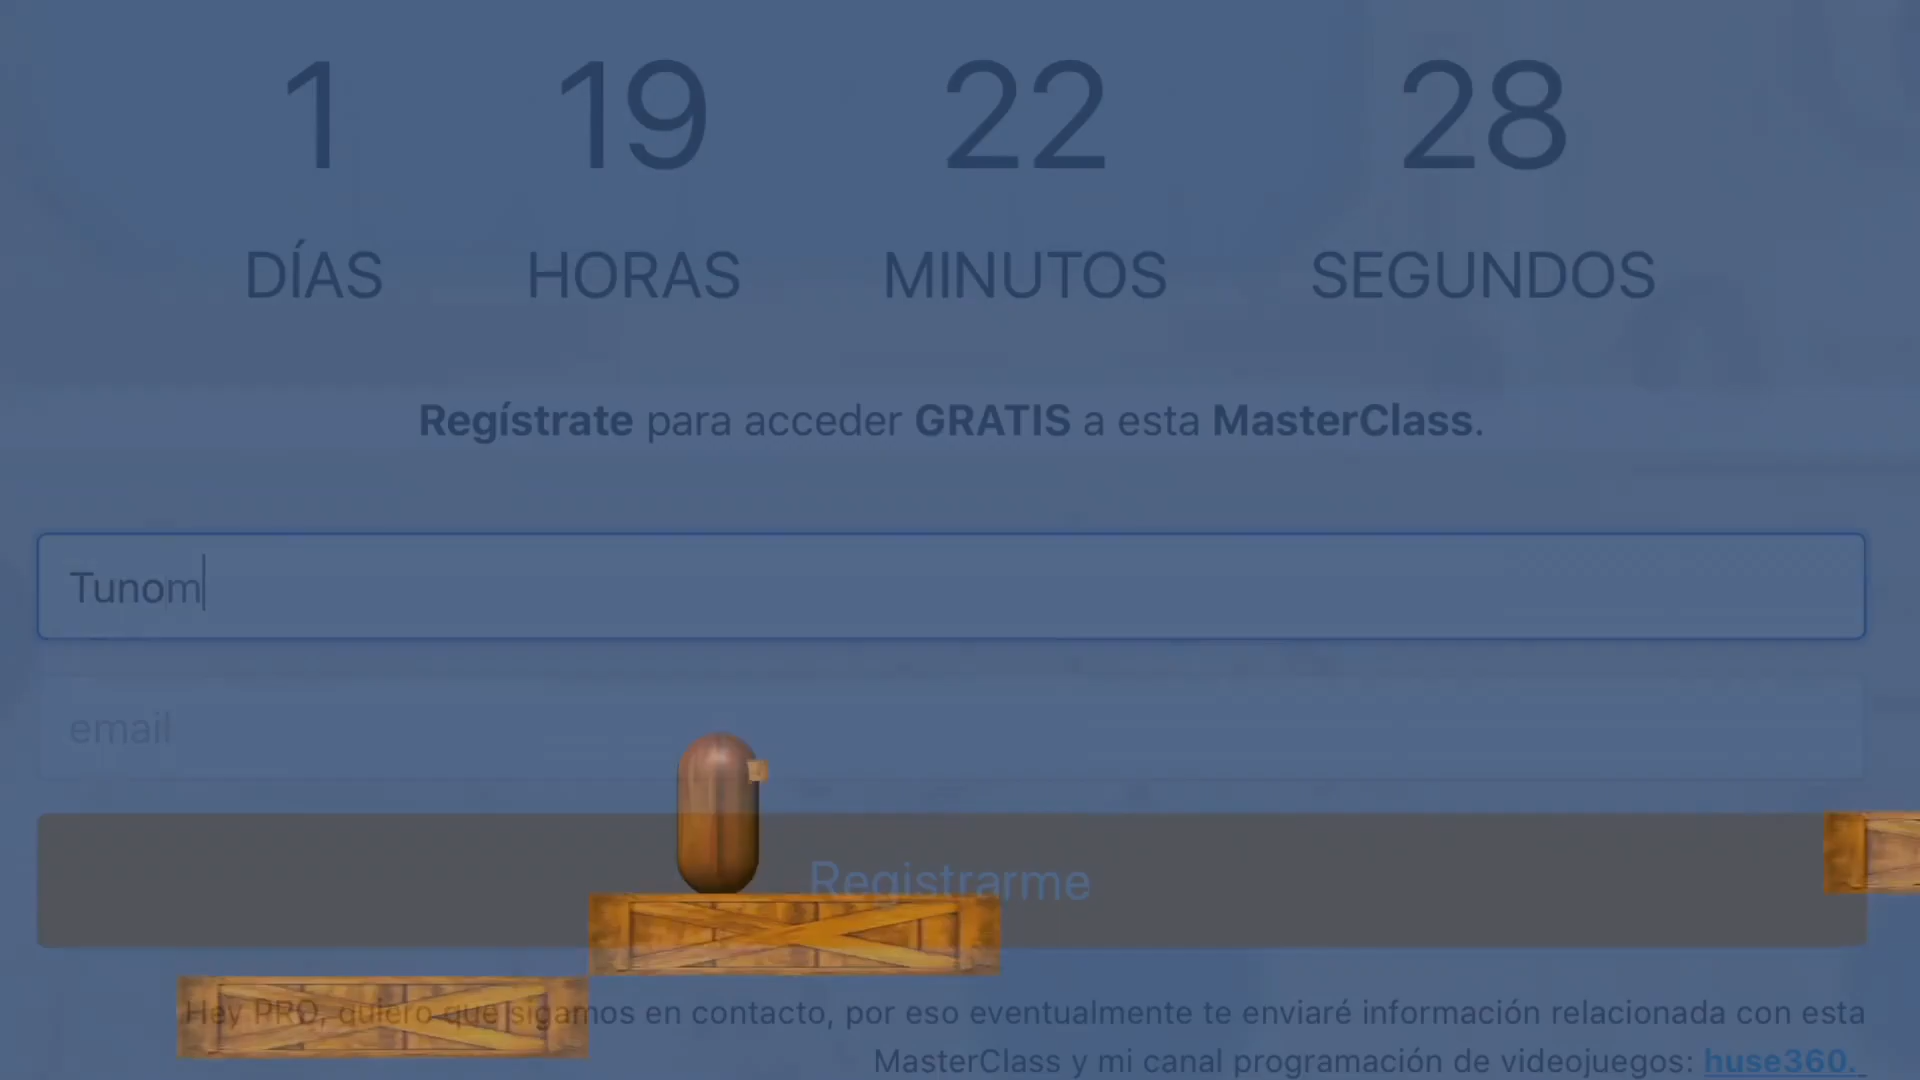 1 19 22 28
DÍAS HORAS MINUTOS SEGUNDOS
Regístrate para acceder GRATIS a esta MasterClass.
Tunom
email
Registrarme
Hey PRO, quiero que sigamos en contacto, por eso eventualmente te enviaré información relacionada con esta
MasterClass y mi canal programación de videojuegos: huse360.